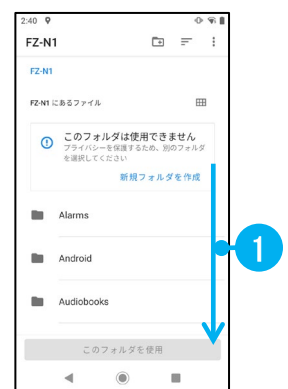 2:40
FZ-N1
FZ-N1
FZ-N1 にあるファイル
このフォルダは使用できません
プライバシーを保護するため、別のフォルダ
を選択してください
新規フォルダを作成
Alarms
1
Android
Audiobooks
このフォルダを使用